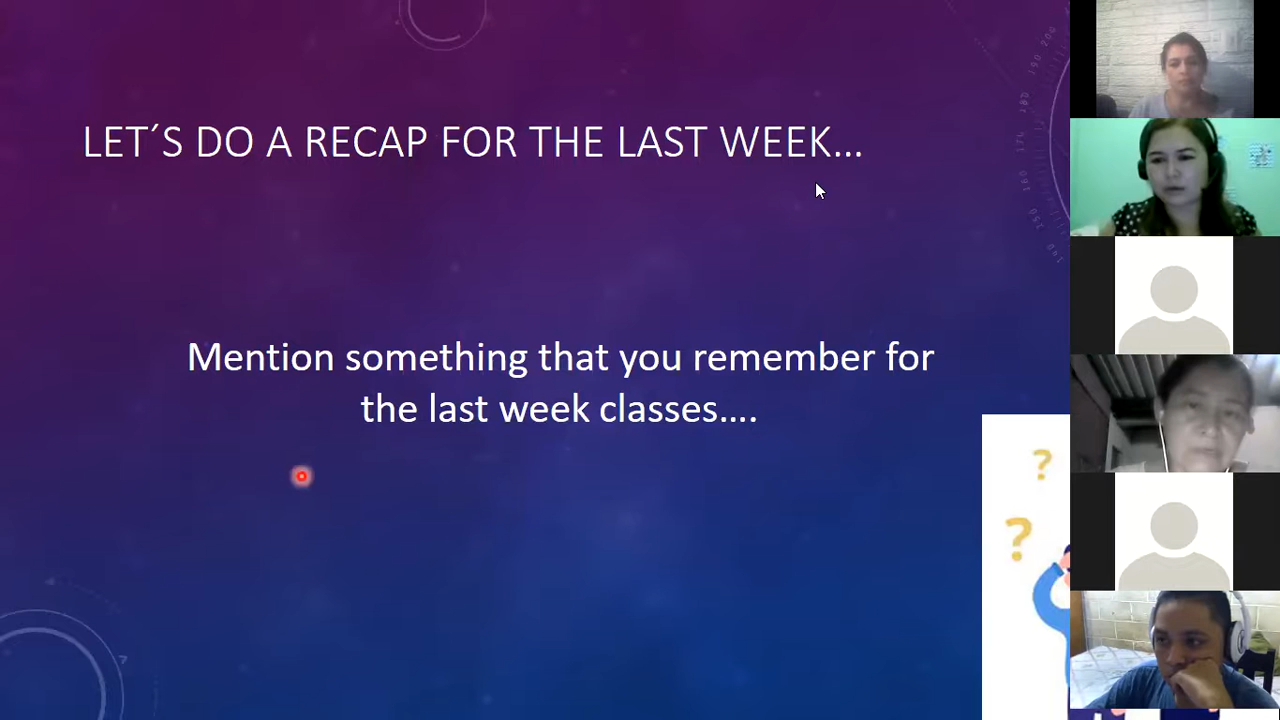 LET´S DO A RECAP FOR THE LAST WEEK…
Mention something that you remember for
the last week classes….
?
?